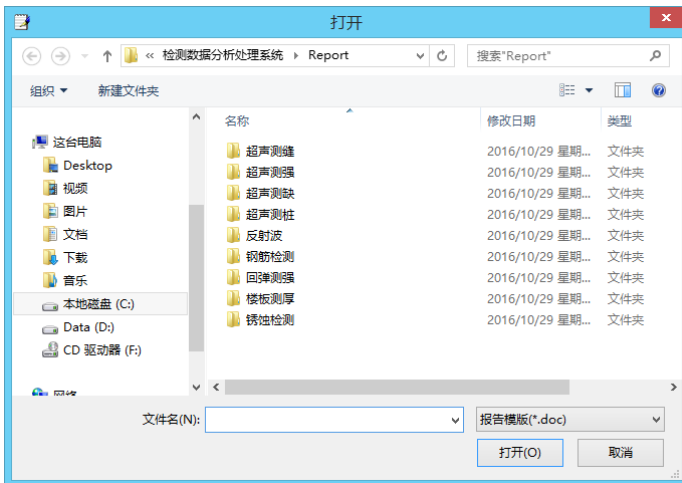 打开
« 检测数据分析处理系统 Report
搜索"Report"
组织 新建文件夹
名称 修改日期 类型
这台电脑
Desktop
视频
图片
文档
下载
音乐
本地磁盘 (C:)
Data (D:)
CD 驱动器 (F:)
网络
超声测缝 2016/10/29 星期... 文件夹
超声测强 2016/10/29 星期... 文件夹
超声测缺 2016/10/29 星期... 文件夹
超声测桩 2016/10/29 星期... 文件夹
反射波 2016/10/29 星期... 文件夹
钢筋检测 2016/10/29 星期... 文件夹
回弹测强 2016/10/29 星期... 文件夹
楼板测厚 2016/10/29 星期... 文件夹
锈蚀检测 2016/10/29 星期... 文件夹
文件名(N): 报告模版(*.doc)
打开(O) 取消